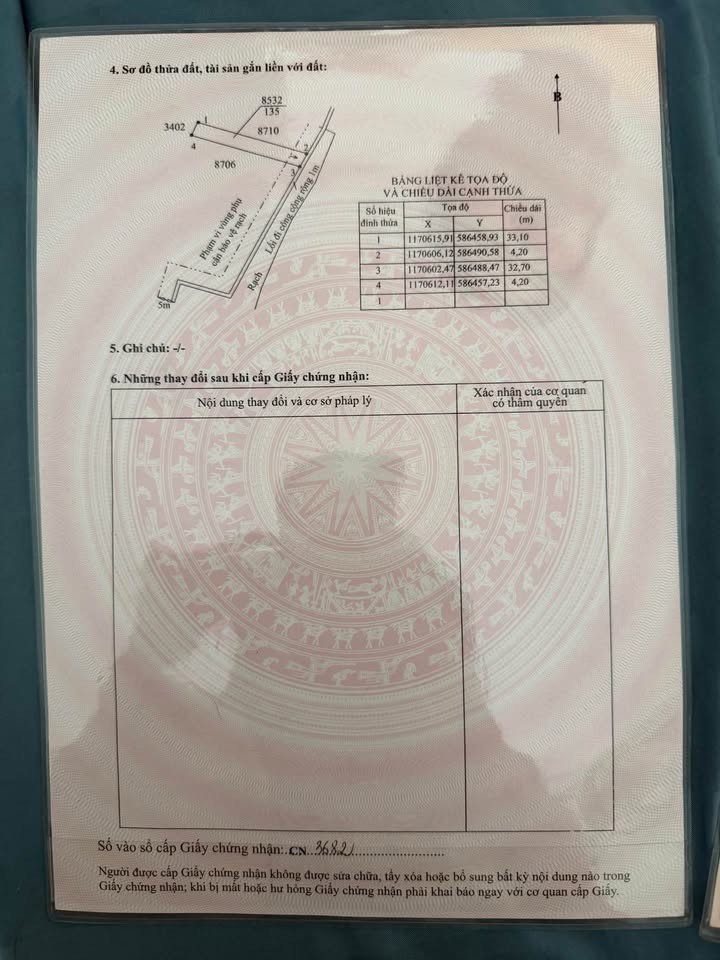 4. Sơ đồ thửa đất, tài sản gắn liền với đất:
B
8532
135
3402
1
8710
4
2
8706
3
Phạm vi vùng phụ
cấn bảo vệ rạch
Rạch
Lối đi công cộng rộng 1m
5m
BẢNG LIỆT KÊ TỌA ĐỘ
VÀ CHIỀU DÀI CẠNH THỬA
Số hiệu đỉnh thửa Tọa độ Chiều dài (m)
X Y
1 1170615,91 586458,93 33,10
2 1170606,12 586490,58 4,20
3 1170602,47 586488,47 32,70
4 1170612,11 586457,23 4,20
1
5. Ghi chú: -/-
6. Những thay đổi sau khi cấp Giấy chứng nhận:
Nội dung thay đổi và cơ sở pháp lý
Xác nhận của cơ quan
có thẩm quyền
Số vào sổ cấp Giấy chứng nhận:..CN...36821
Người được cấp Giấy chứng nhận không được sửa chữa, tẩy xóa hoặc bổ sung bất kỳ nội dung nào trong
Giấy chứng nhận; khi bị mất hoặc hư hỏng Giấy chứng nhận phải khai báo ngay với cơ quan cấp Giấy.